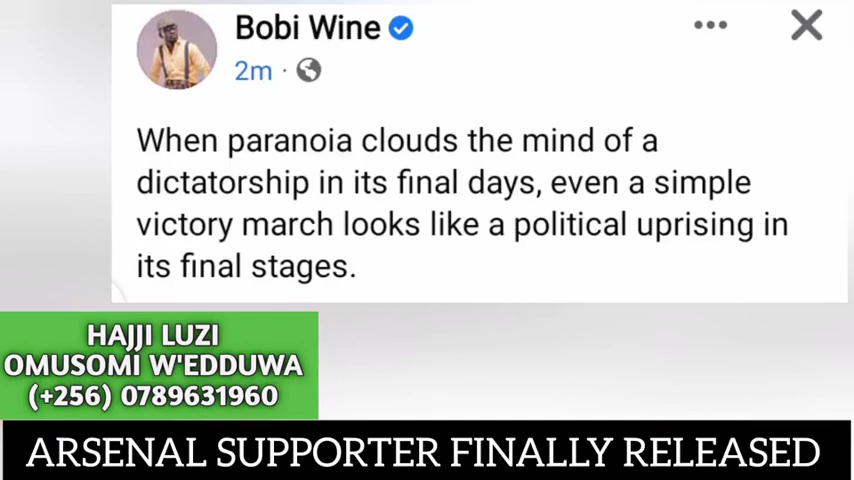 Bobi Wine
2m ·
When paranoia clouds the mind of a
dictatorship in its final days, even a simple
victory march looks like a political uprising in
its final stages.
HAJJI LUZI
OMUSOMI W'EDDUWA
(+256) 0789631960
ARSENAL SUPPORTER FINALLY RELEASED